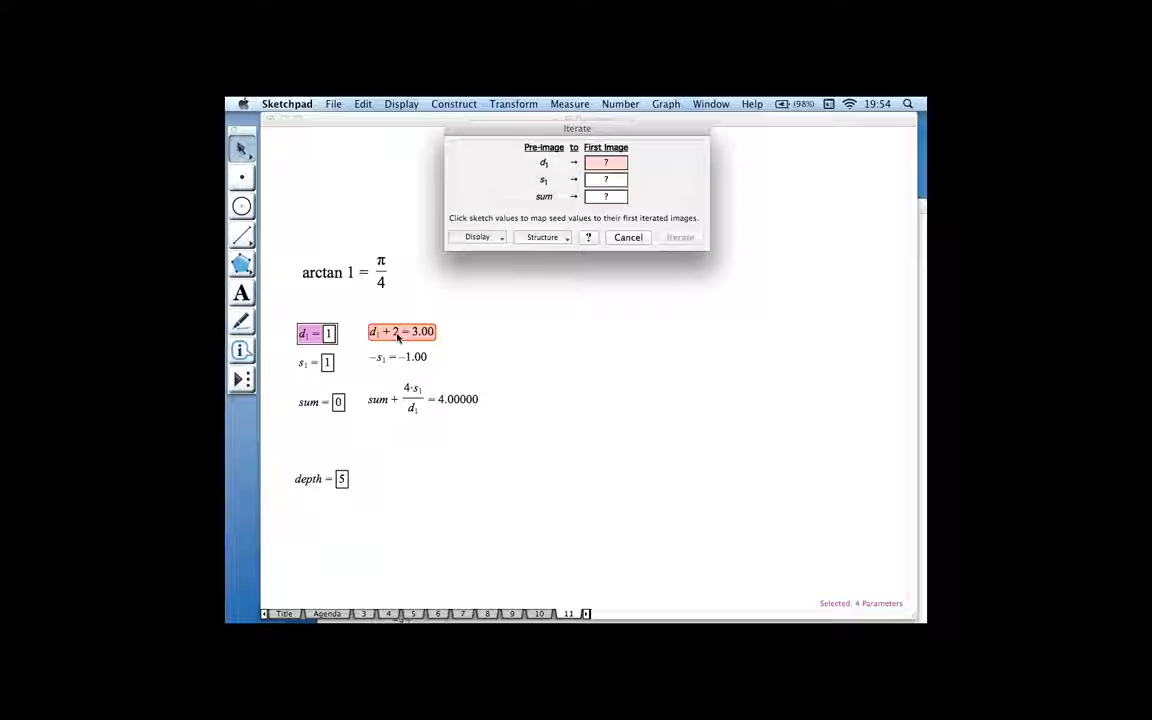 Sketchpad File Edit Display Construct Transform Measure Number Graph Window Help (98%) 19:54
Iterate
Pre-Image to First Image
d1 → ?
s1 → ?
sum → ?
Click sketch values to map seed values to their first iterated images.
Display Structure ? Cancel Iterate
arctan 1 = π/4
d1 = 1 d1 + 2 = 3.00
s1 = 1 −s1 = −1.00
sum = 0 sum + 4·s1/d1 = 4.00000
depth = 5
Selected: 4 Parameters
Title Agenda 3 4 5 6 7 8 9 10 11